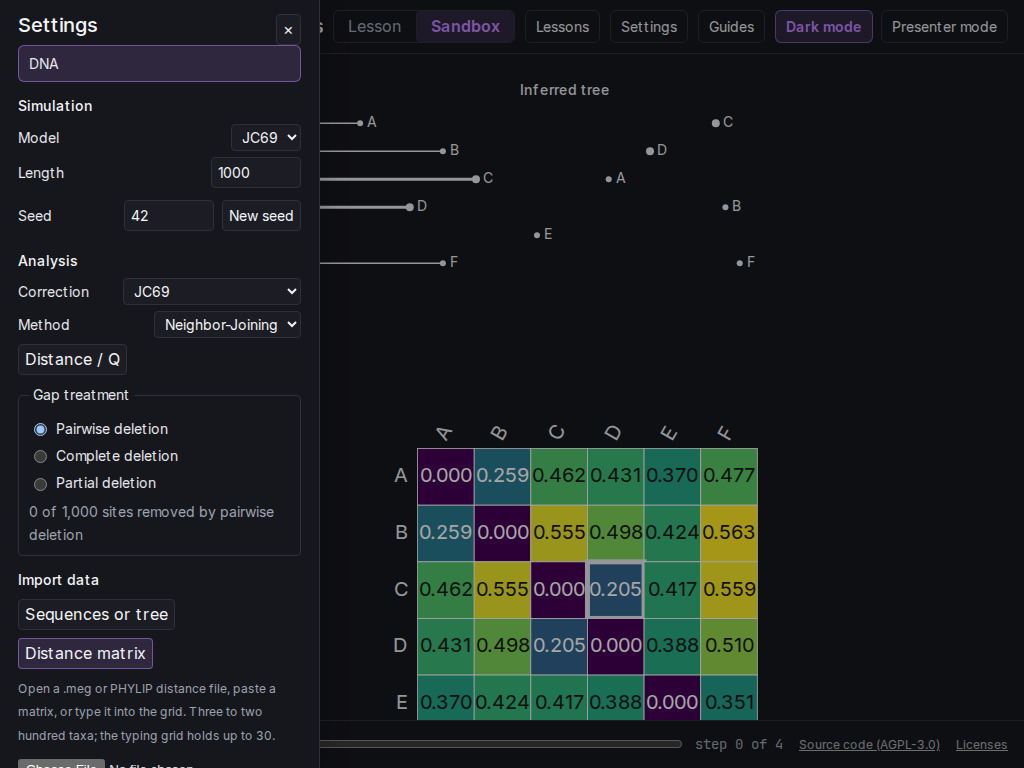 Settings
×
DNA
Simulation
Model JC69
Length 1000
Seed 42 New seed
Analysis
Correction JC69
Method Neighbor-Joining
Distance / Q
Gap treatment
Pairwise deletion
Complete deletion
Partial deletion
0 of 1,000 sites removed by pairwise
deletion
Import data
Sequences or tree
Distance matrix
Open a .meg or PHYLIP distance file, paste a
matrix, or type it into the grid. Three to two
hundred taxa; the typing grid holds up to 30.
Choose File No file chosen
Lesson Sandbox Lessons Settings Guides Dark mode Presenter mode
Inferred tree
A C
B D
C A
D B
E
F F
A B C D E F
A 0.000 0.259 0.462 0.431 0.370 0.477
B 0.259 0.000 0.555 0.498 0.424 0.563
C 0.462 0.555 0.000 0.205 0.417 0.559
D 0.431 0.498 0.205 0.000 0.388 0.510
E 0.370 0.424 0.417 0.388 0.000 0.351
step 0 of 4 Source code (AGPL-3.0) Licenses